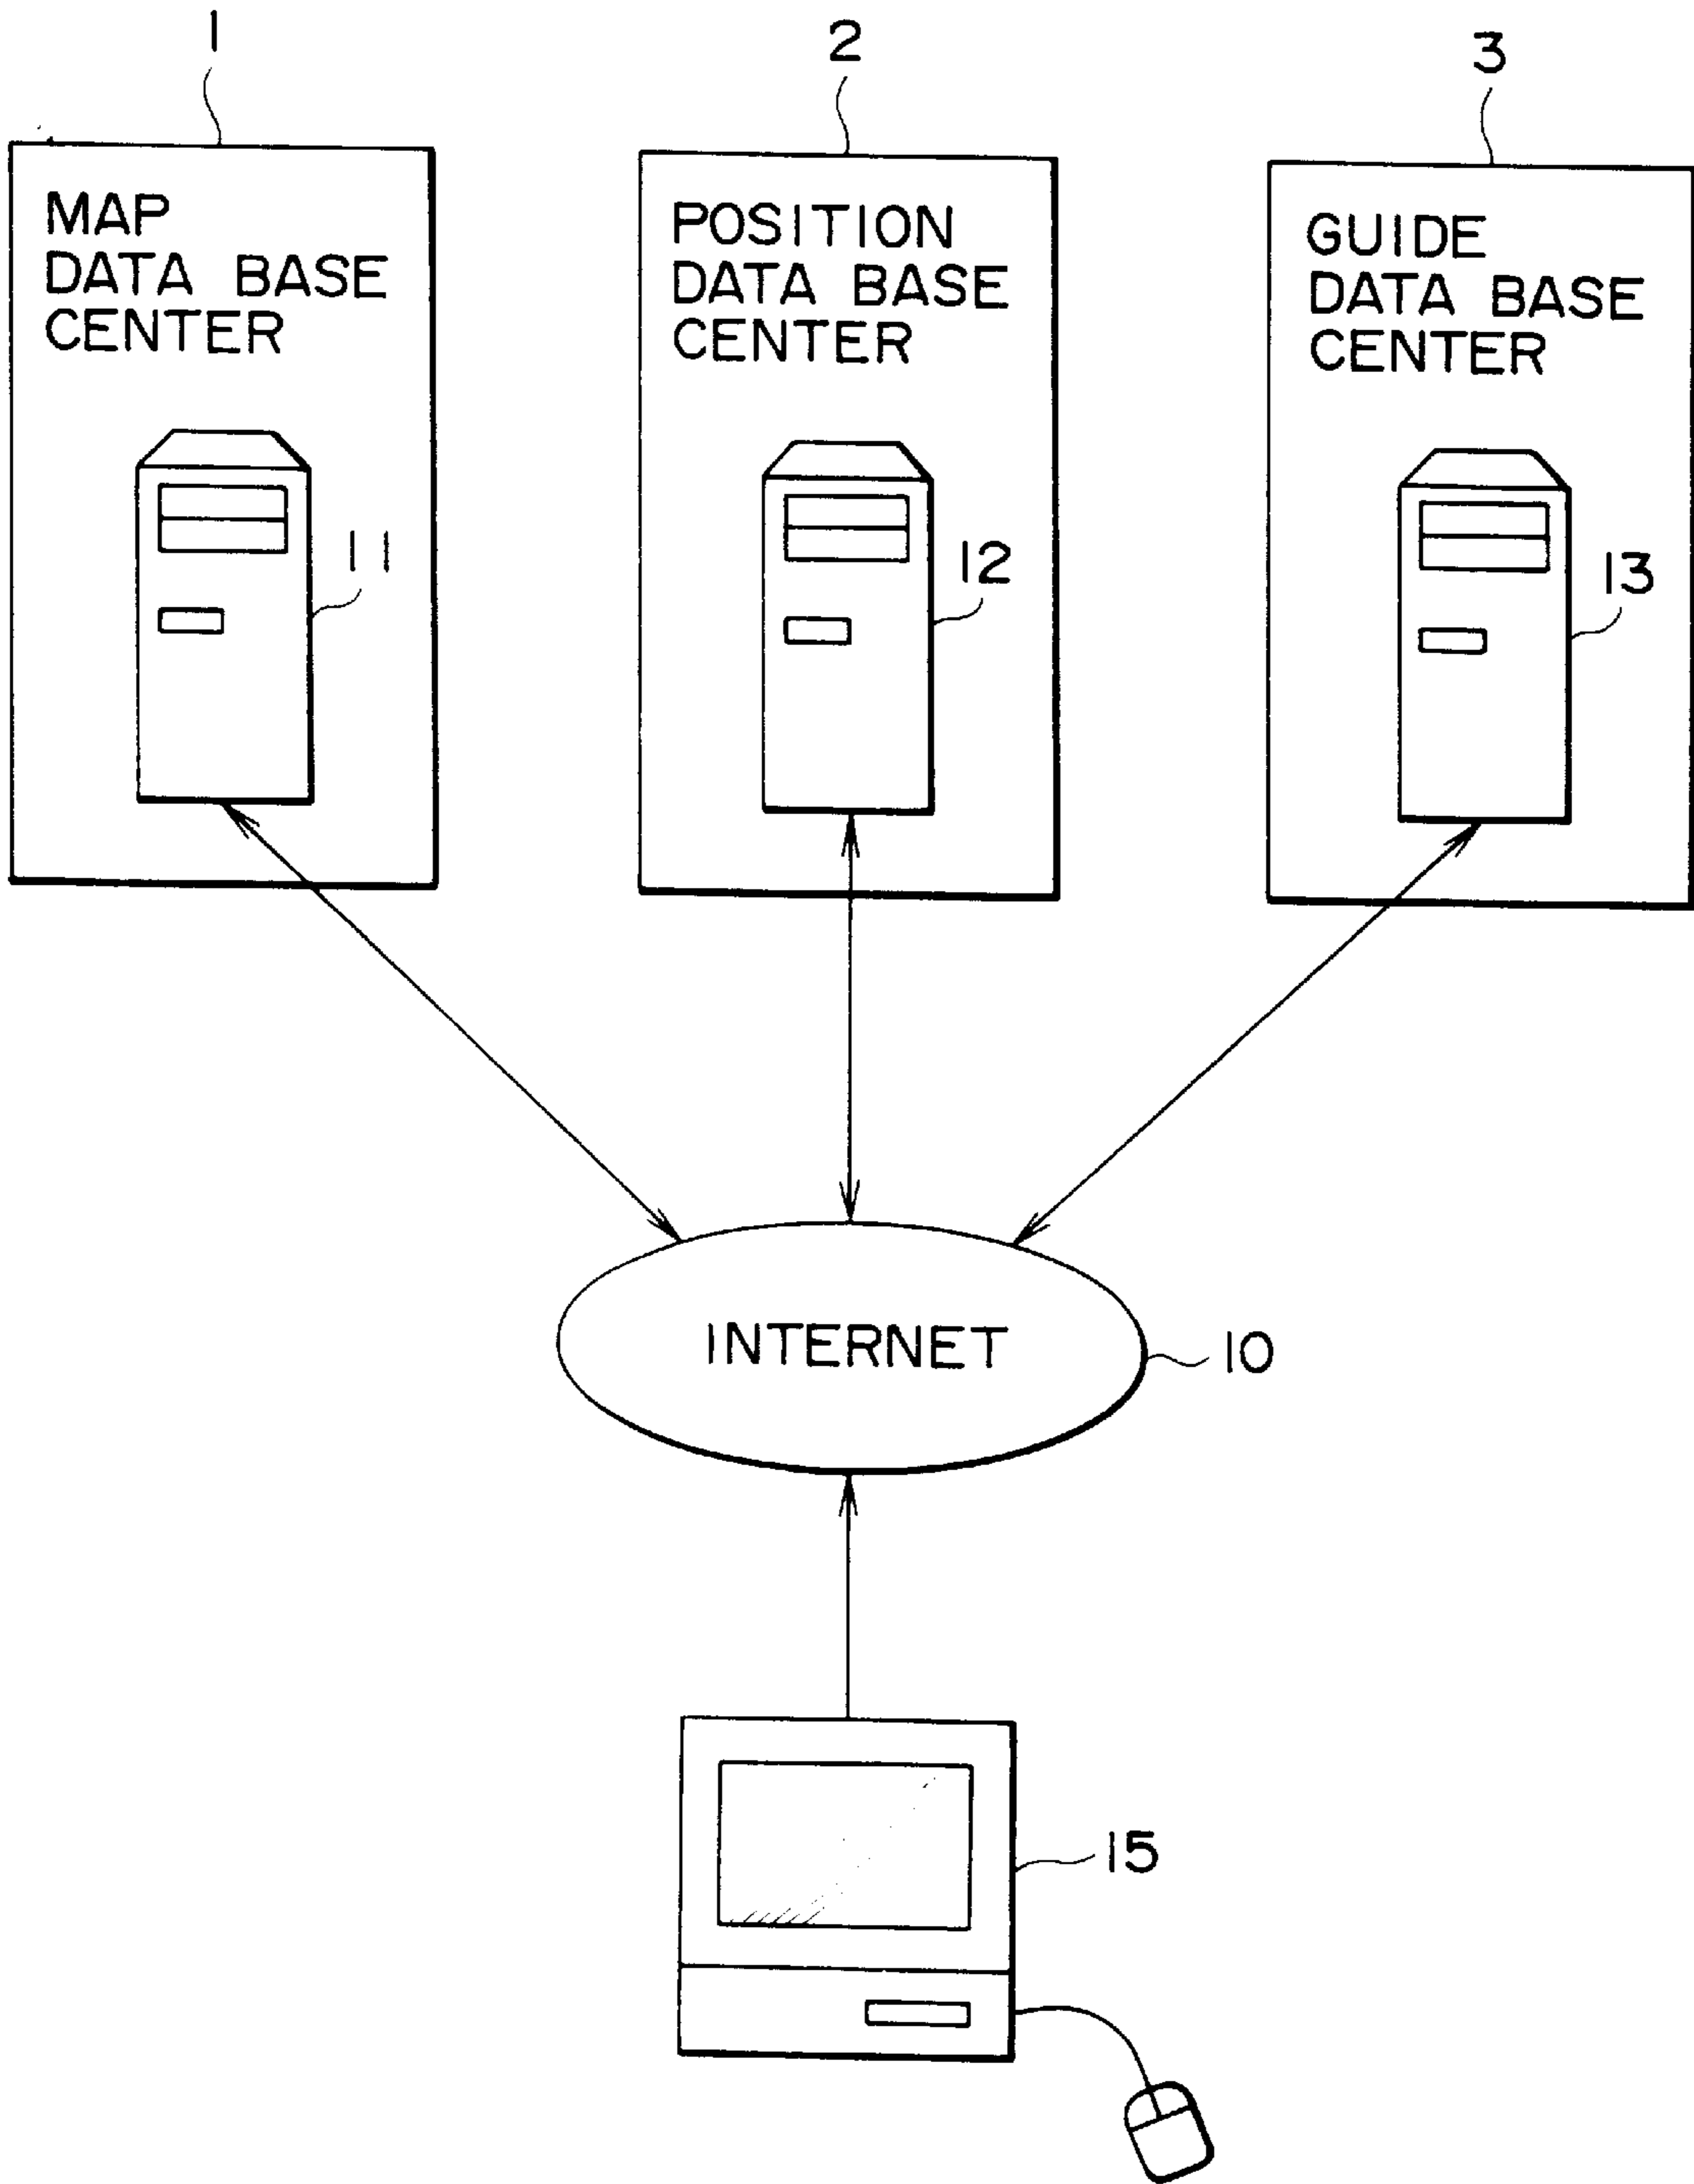 1
2
3
MAP
DATA BASE
CENTER
POSITION
DATA BASE
CENTER
GUIDE
DATA BASE
CENTER
11
12
13
INTERNET
10
15